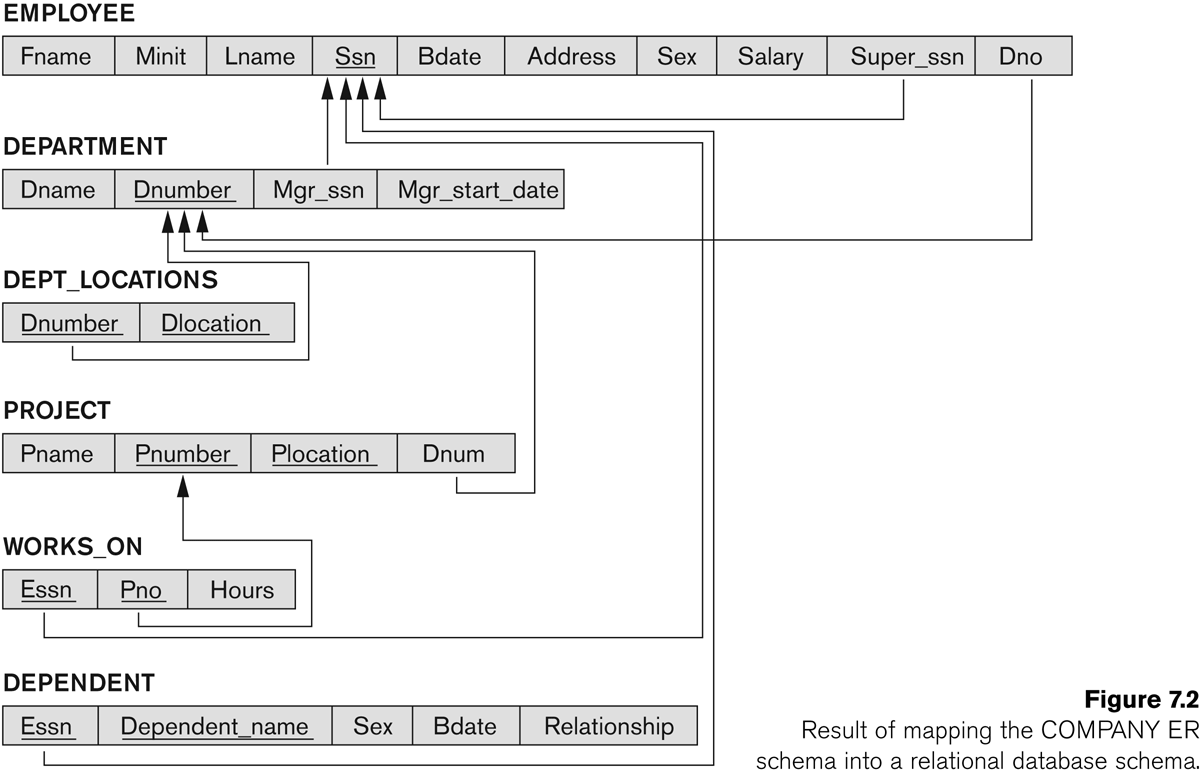 EMPLOYEE
Fname Minit Lname Ssn Bdate Address Sex Salary Super_ssn Dno
DEPARTMENT
Dname Dnumber Mgr_ssn Mgr_start_date
DEPT_LOCATIONS
Dnumber Dlocation
PROJECT
Pname Pnumber Plocation Dnum
WORKS_ON
Essn Pno Hours
DEPENDENT
Essn Dependent_name Sex Bdate Relationship
Figure 7.2
Result of mapping the COMPANY ER
schema into a relational database schema.